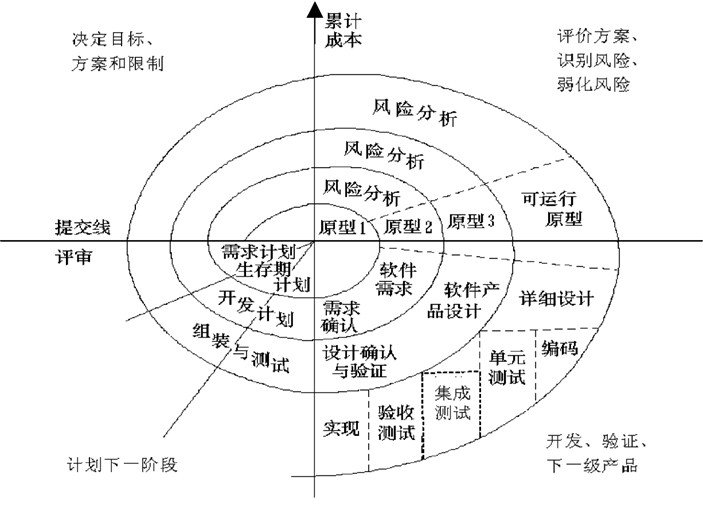 累计
成本
决定目标、
方案和限制
评价方案、
识别风险、
弱化风险
风险分析
风险分析
风险分析
可运行
原型
原型1
原型2
原型3
提交线
评审
需求计划
生存期
计划
软件
需求
开发计划
需求
确认
软件产
品设计
详细设计
组装与测试
设计确认
与验证
单元
测试
编码
集成
测试
验收
测试
实现
计划下一阶段
开发、验证、
下一级产品